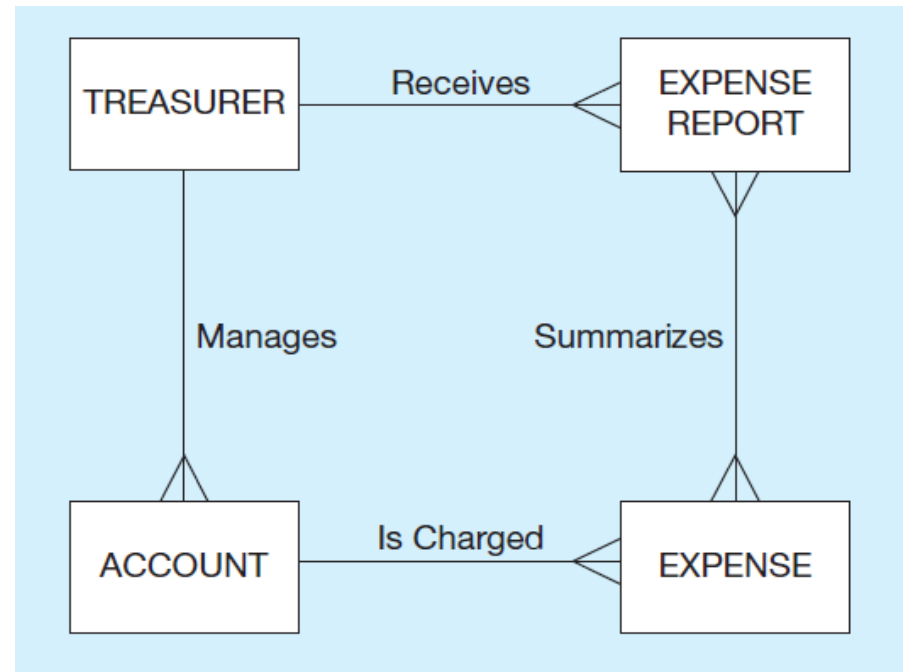 TREASURER
Receives
EXPENSE
REPORT
Manages
Summarizes
ACCOUNT
Is Charged
EXPENSE